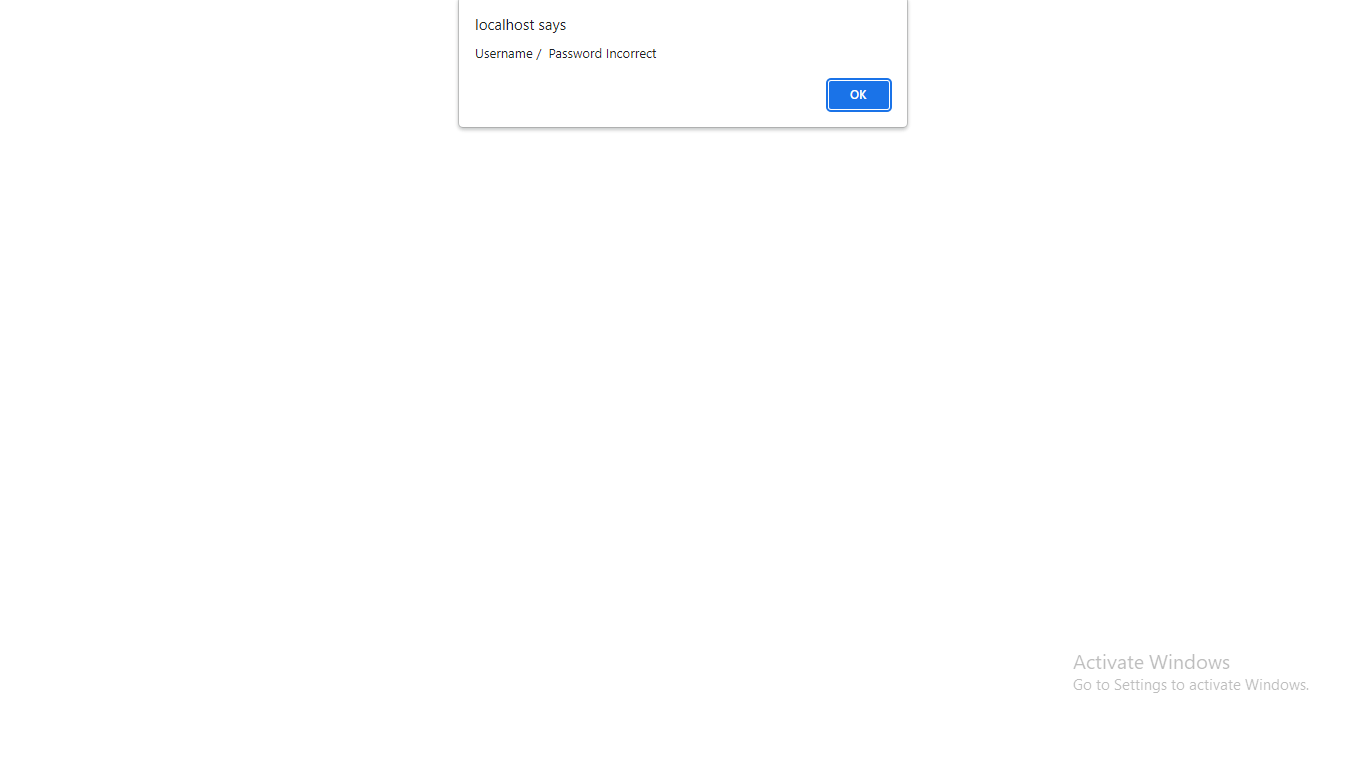 localhost says
Username /  Password Incorrect
OK
Activate Windows
Go to Settings to activate Windows.